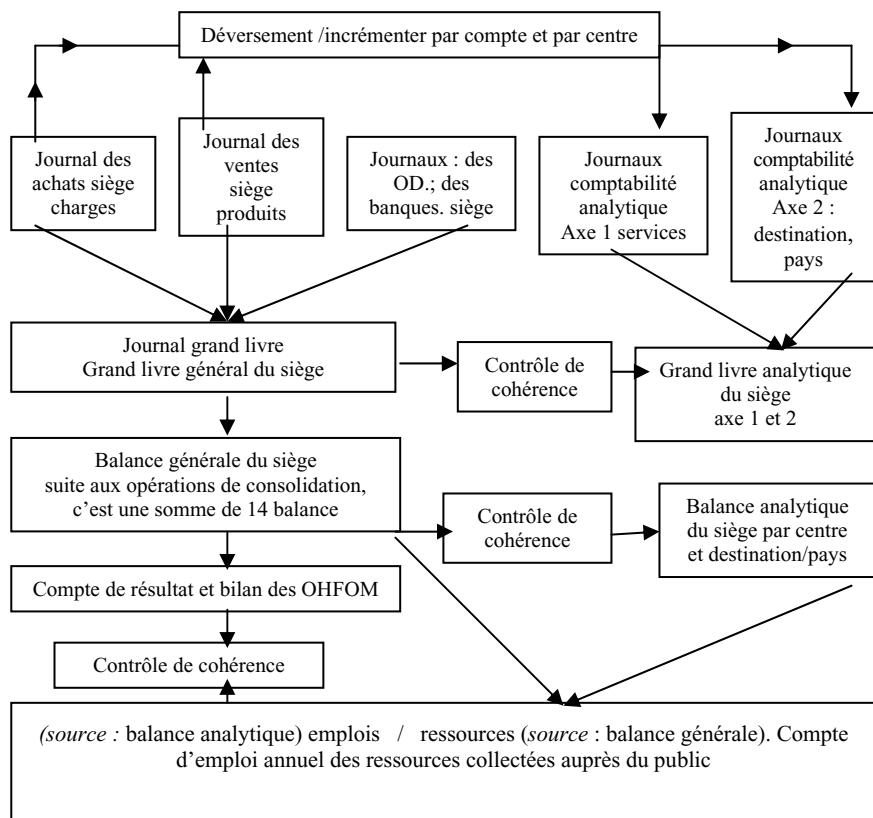 Déversement /incrémenter par compte et par centre
Journal des
achats siège
charges
Journal des
ventes
siège
produits
Journaux : des
OD.; des
banques. siège
Journaux
comptabilité
analytique
Axe 1 services
Journaux
comptabilité
analytique
Axe 2 :
destination,
pays
Journal grand livre
Grand livre général du siège
Contrôle de
cohérence
Grand livre analytique
du siège
axe 1 et 2
Balance générale du siège
suite aux opérations de consolidation,
c’est une somme de 14 balance
Contrôle de
cohérence
Balance analytique
du siège par centre
et destination/pays
Compte de résultat et bilan des OHFOM
Contrôle de cohérence
(source : balance analytique) emplois / ressources (source : balance générale). Compte
d’emploi annuel des ressources collectées auprès du public